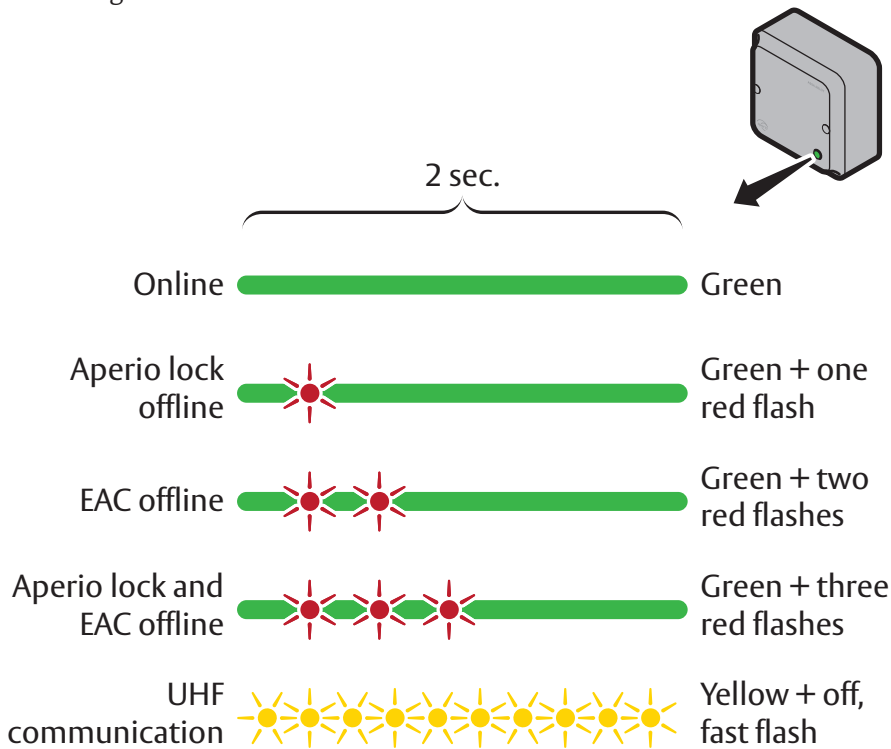 2 sec.
Online
Green
Aperio lock
offline
Green + one
red flash
EAC offline
Green + two
red flashes
Aperio lock and
EAC offline
Green + three
red flashes
UHF
communication
Yellow + off,
fast flash